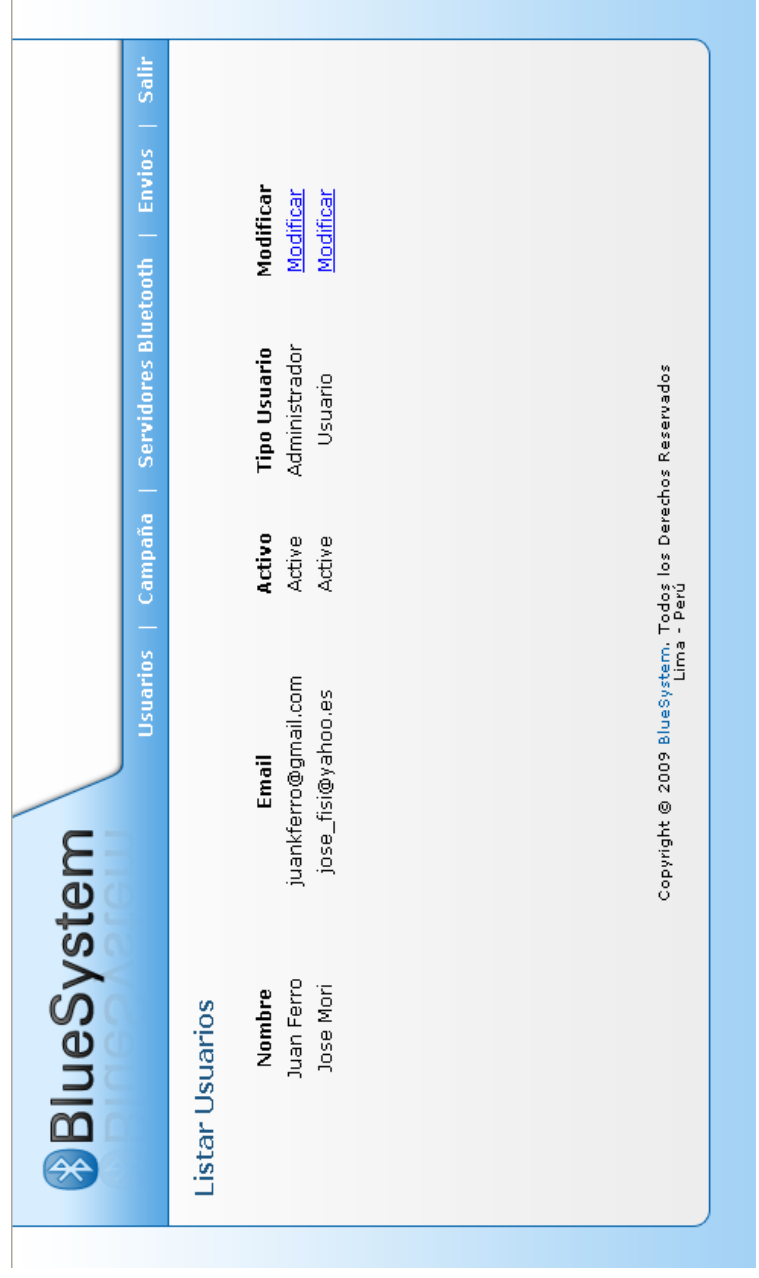 BlueSystem
Usuarios | Campaña | Servidores Bluetooth | Envios | Salir
Listar Usuarios
Nombre Email Activo Tipo Usuario Modificar
Juan Ferro juankferro@gmail.com Active Administrador Modificar
Jose Mori jose_fisi@yahoo.es Active Usuario Modificar
Copyright © 2009 BlueSystem. Todos los Derechos Reservados
Lima - Perú